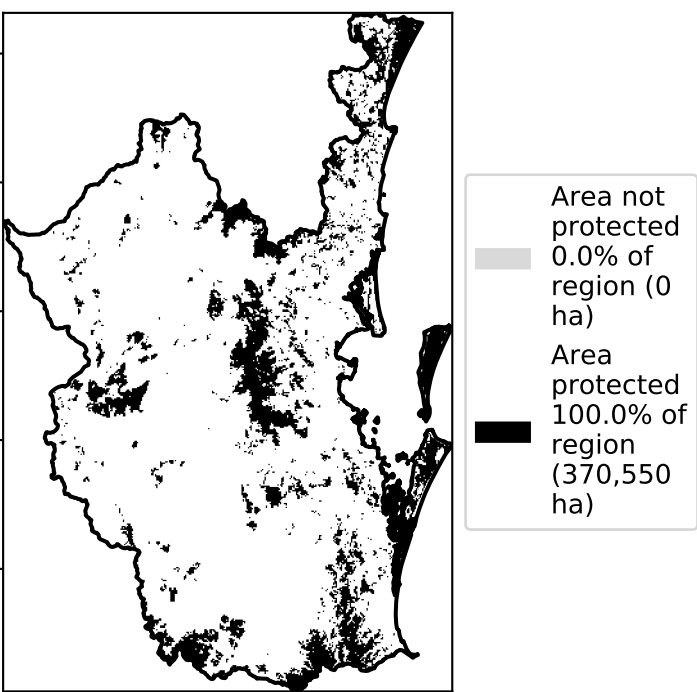 Area not
protected
0.0% of
region (0
ha)
Area
protected
100.0% of
region
(370,550
ha)